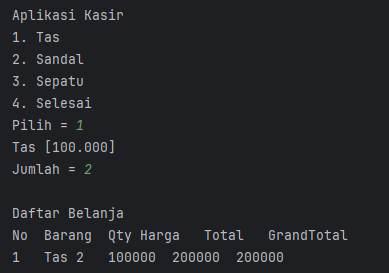 Aplikasi Kasir
1. Tas
2. Sandal
3. Sepatu
4. Selesai
Pilih = 1
Tas [100.000]
Jumlah = 2
Daftar Belanja
No  Barang  Qty Harga   Total   GrandTotal
1   Tas 2   100000  200000  200000